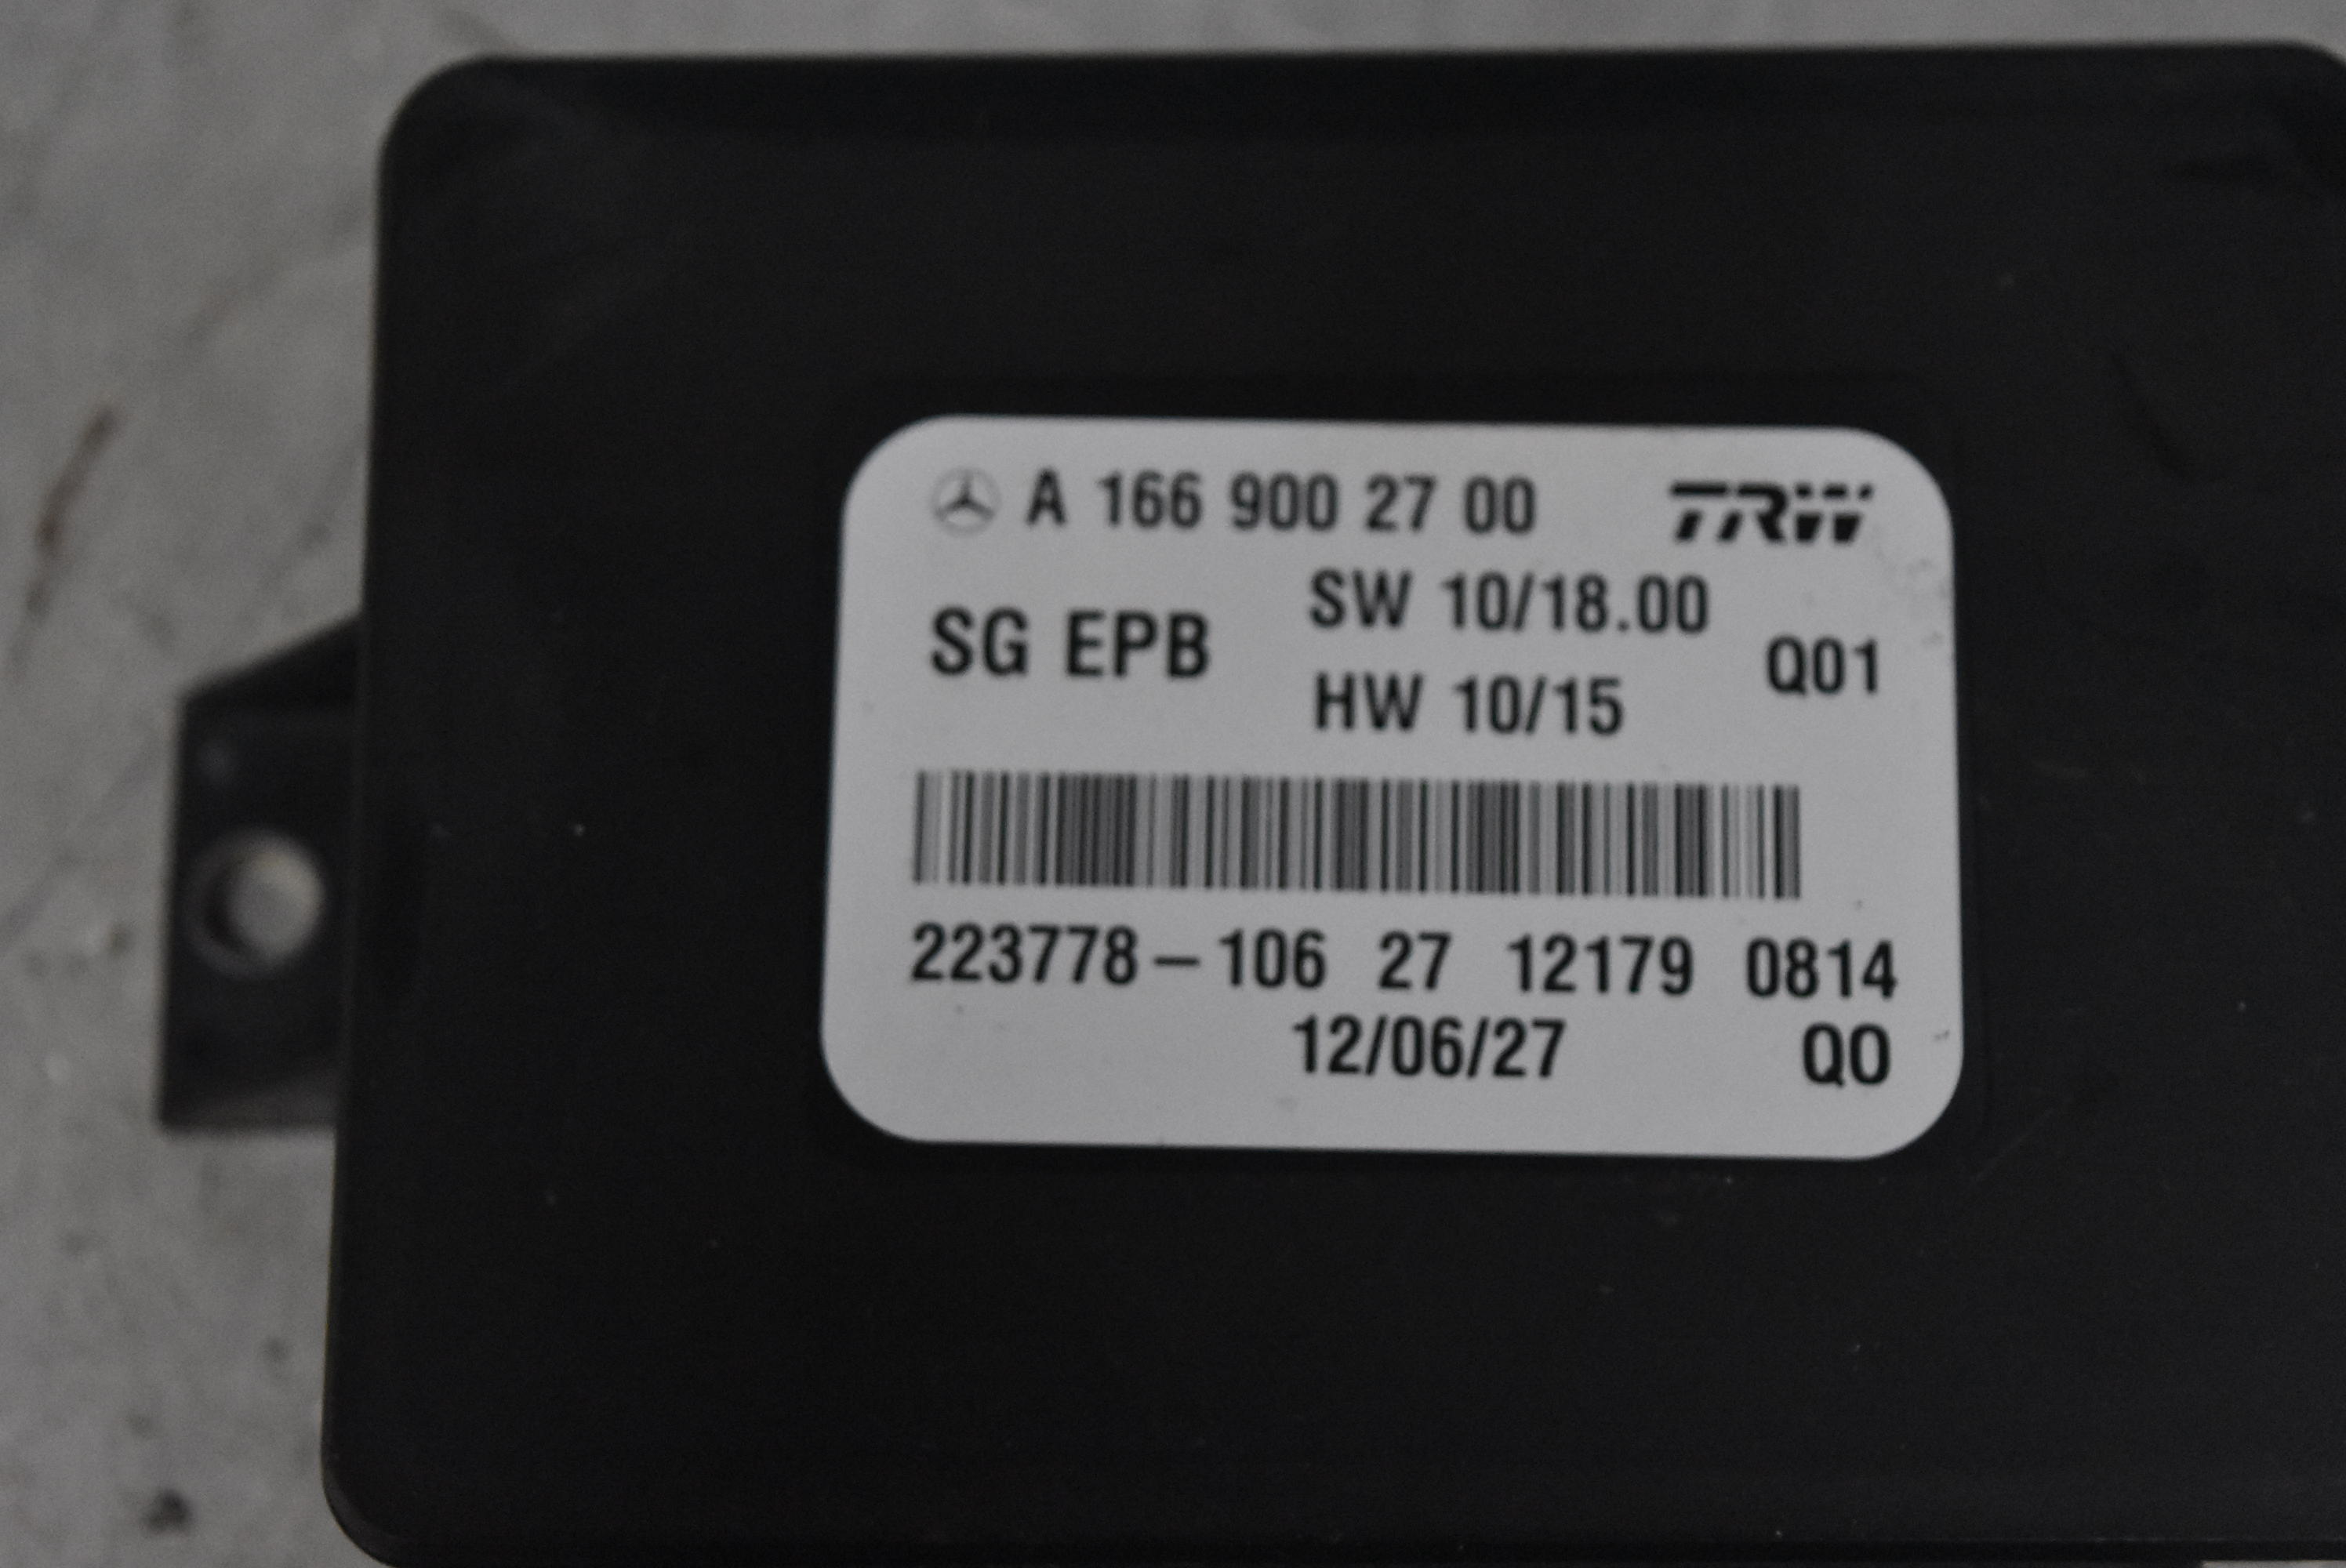 A 166 900 27 00 TRW
SG EPB SW 10/18.00 Q01
HW 10/15
223778-106 27 12179 0814
12/06/27 Q0